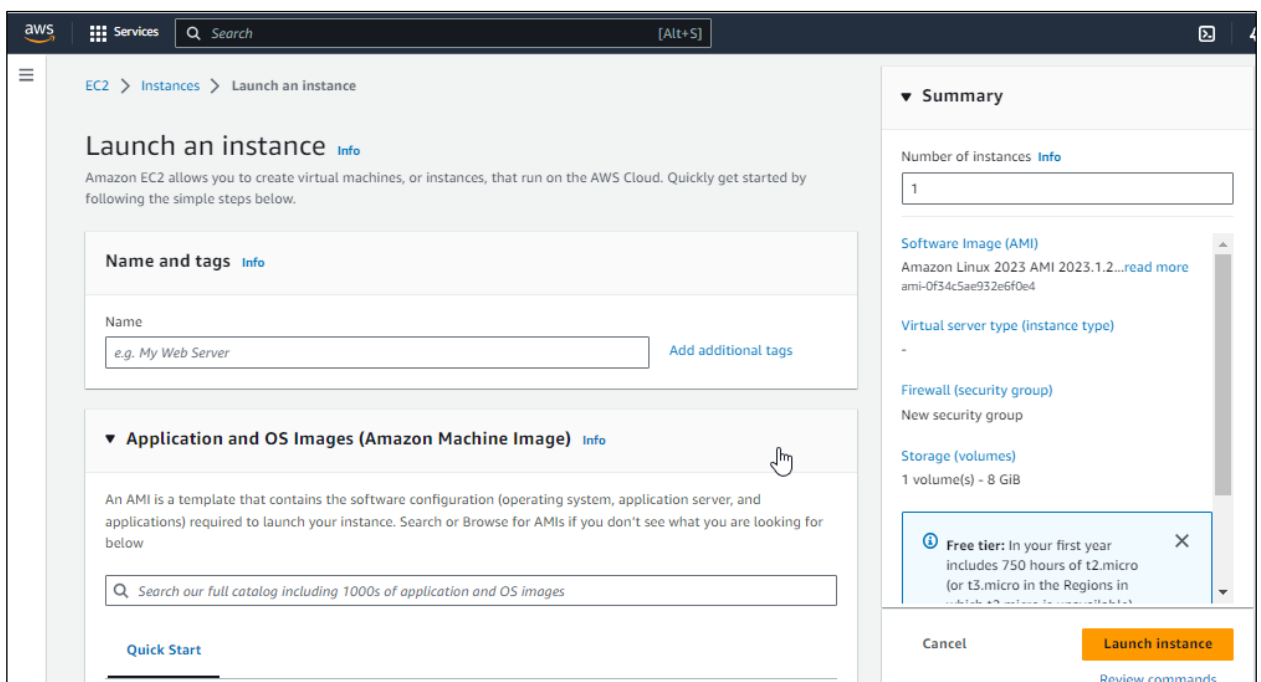 aws
Services
Search [Alt+S]
EC2 > Instances > Launch an instance
Launch an instance Info
Amazon EC2 allows you to create virtual machines, or instances, that run on the AWS Cloud. Quickly get started by
following the simple steps below.
Name and tags Info
Name
e.g. My Web Server
Add additional tags
Application and OS Images (Amazon Machine Image) Info
An AMI is a template that contains the software configuration (operating system, application server, and
applications) required to launch your instance. Search or Browse for AMIs if you don't see what you are looking for
below
Search our full catalog including 1000s of application and OS images
Quick Start
Summary
Number of instances Info
1
Software Image (AMI)
Amazon Linux 2023 AMI 2023.1.2...read more
ami-0f34c5ae932e6f0e4
Virtual server type (instance type)
-
Firewall (security group)
New security group
Storage (volumes)
1 volume(s) - 8 GiB
Free tier: In your first year
includes 750 hours of t2.micro
(or t3.micro in the Regions in
which t2.micro is unavailable)
Cancel
Launch instance
Review commands